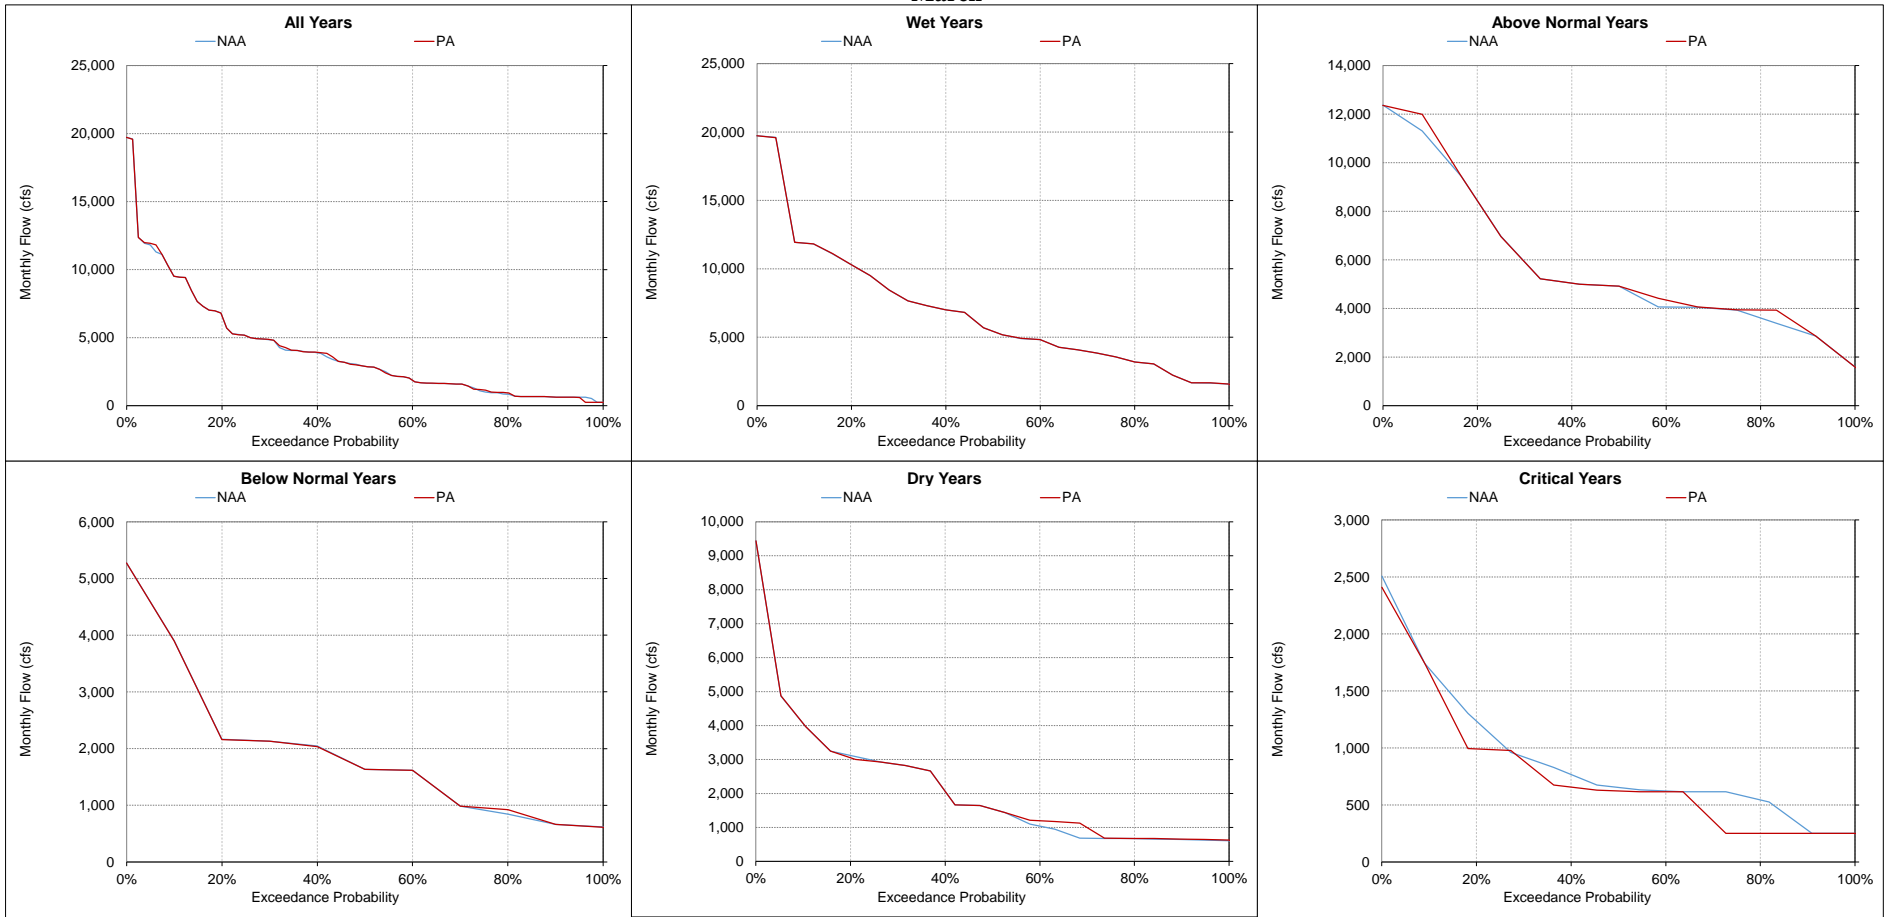 All Years
NAA PA
25,000
20,000
15,000
10,000
5,000
0
Monthly Flow (cfs)
0% 20% 40% 60% 80% 100%
Exceedance Probability
Wet Years
NAA PA
25,000
20,000
15,000
10,000
5,000
0
Monthly Flow (cfs)
0% 20% 40% 60% 80% 100%
Exceedance Probability
Above Normal Years
NAA PA
14,000
12,000
10,000
8,000
6,000
4,000
2,000
0
Monthly Flow (cfs)
0% 20% 40% 60% 80% 100%
Exceedance Probability
Below Normal Years
NAA PA
6,000
5,000
4,000
3,000
2,000
1,000
0
Monthly Flow (cfs)
0% 20% 40% 60% 80% 100%
Exceedance Probability
Dry Years
NAA PA
10,000
9,000
8,000
7,000
6,000
5,000
4,000
3,000
2,000
1,000
0
Monthly Flow (cfs)
0% 20% 40% 60% 80% 100%
Exceedance Probability
Critical Years
NAA PA
3,000
2,500
2,000
1,500
1,000
500
0
Monthly Flow (cfs)
0% 20% 40% 60% 80% 100%
Exceedance Probability